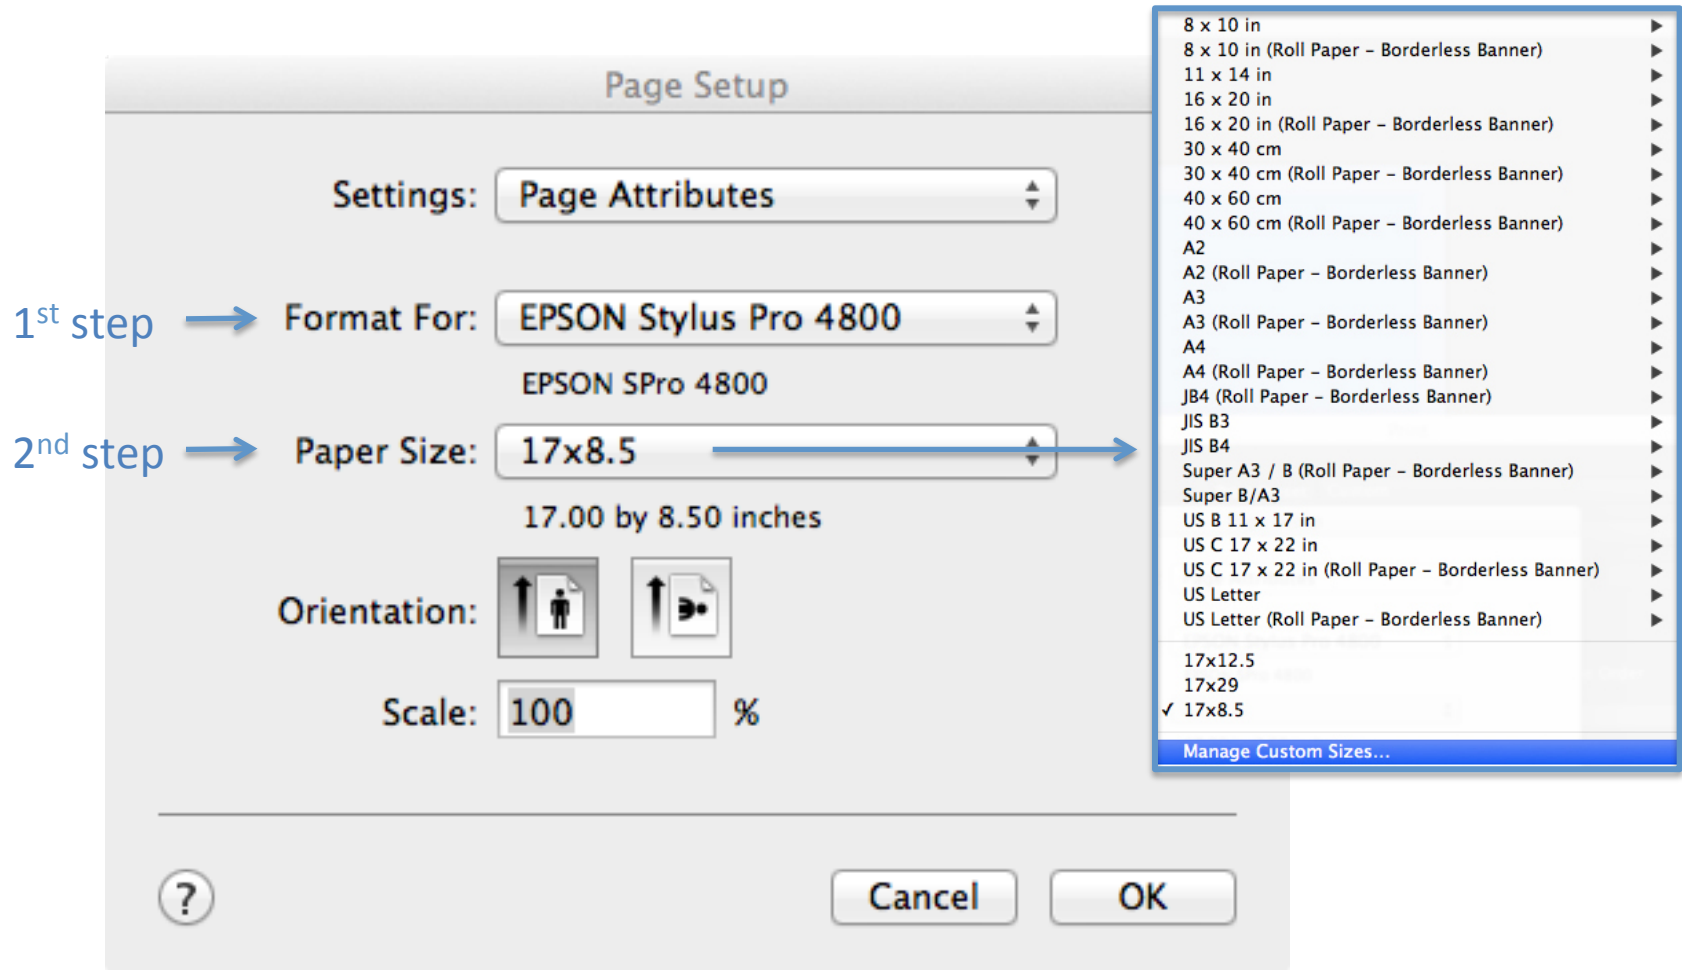 Page Setup
Settings: Page Attributes
1st step Format For: EPSON Stylus Pro 4800
EPSON SPro 4800
2nd step Paper Size: 17x8.5
17.00 by 8.50 inches
Orientation:
Scale: 100 %
? Cancel OK
8 x 10 in
8 x 10 in (Roll Paper – Borderless Banner)
11 x 14 in
16 x 20 in
16 x 20 in (Roll Paper – Borderless Banner)
30 x 40 cm
30 x 40 cm (Roll Paper – Borderless Banner)
40 x 60 cm
40 x 60 cm (Roll Paper – Borderless Banner)
A2
A2 (Roll Paper – Borderless Banner)
A3
A3 (Roll Paper – Borderless Banner)
A4
A4 (Roll Paper – Borderless Banner)
JB4 (Roll Paper – Borderless Banner)
JIS B3
JIS B4
Super A3 / B (Roll Paper – Borderless Banner)
Super B/A3
US B 11 x 17 in
US C 17 x 22 in
US C 17 x 22 in (Roll Paper – Borderless Banner)
US Letter
US Letter (Roll Paper – Borderless Banner)
17x12.5
17x29
✓ 17x8.5
Manage Custom Sizes...